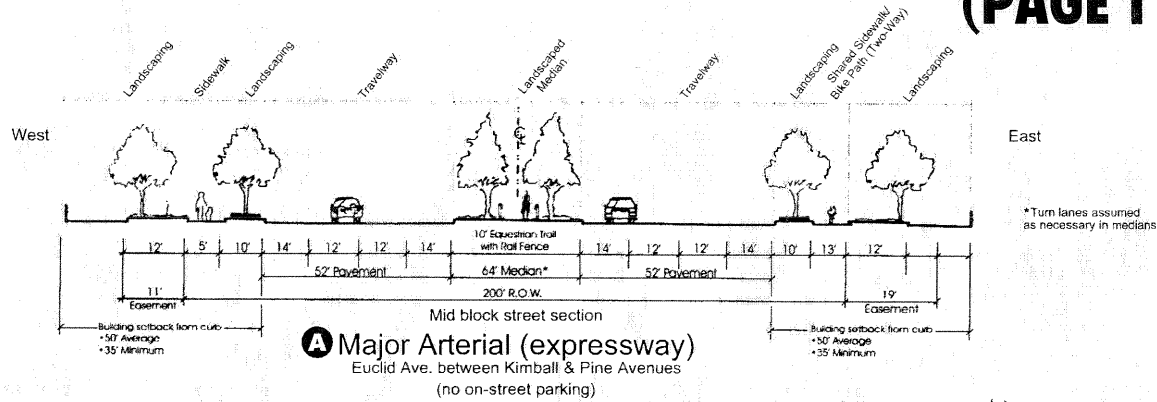 (PAGE 1
Landscaping
Sidewalk
Landscaping
Travelway
Landscaped
Median
Travelway
Landscaping
Shared Sidewalk/
Bike Path (Two-Way)
Landscaping
West
East
℄
*Turn lanes assumed
as necessary in medians
10' Equestrian Trail
with Rail Fence
12' 5' 10' 14' 12' 12' 14' 14' 12' 12' 14' 10' 13' 12'
52' Pavement 64' Median* 52' Pavement
11' 200' R.O.W. 19'
Easement Easement
Mid block street section
Building setback from curb
•50' Average
•35' Minimum
Building setback from curb
•50' Average
•35' Minimum
A Major Arterial (expressway)
Euclid Ave. between Kimball & Pine Avenues
(no on-street parking)